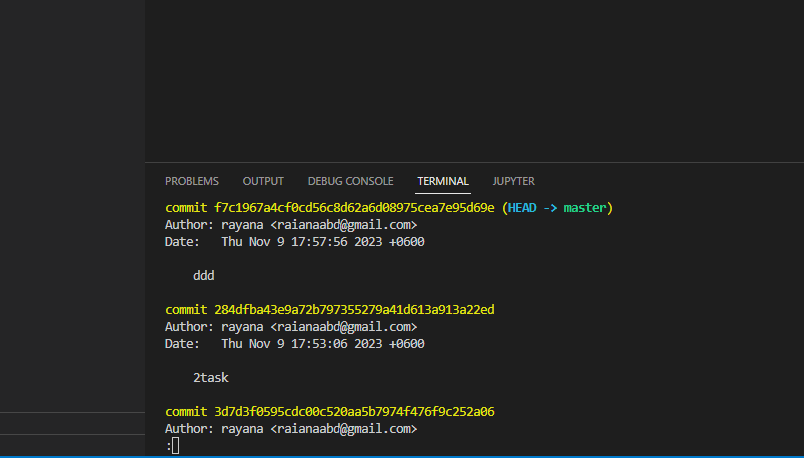 PROBLEMS OUTPUT DEBUG CONSOLE TERMINAL JUPYTER
commit f7c1967a4cf0cd56c8d62a6d08975cea7e95d69e (HEAD -> master)
Author: rayana <raianaabd@gmail.com>
Date:   Thu Nov 9 17:57:56 2023 +0600
    ddd
commit 284dfba43e9a72b797355279a41d613a913a22ed
Author: rayana <raianaabd@gmail.com>
Date:   Thu Nov 9 17:53:06 2023 +0600
    2task
commit 3d7d3f0595cdc00c520aa5b7974f476f9c252a06
Author: rayana <raianaabd@gmail.com>
: